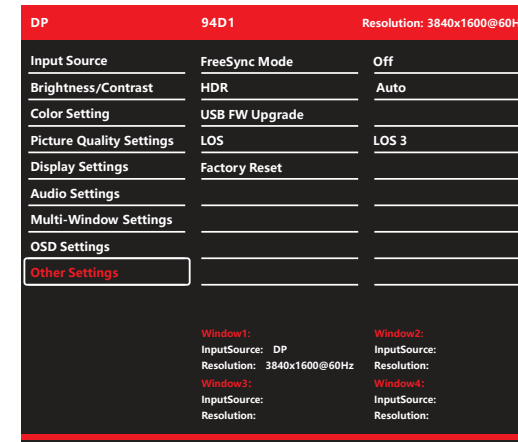 DP 94D1 Resolution: 3840x1600@60H
Input Source FreeSync Mode Off
Brightness/Contrast HDR Auto
Color Setting USB FW Upgrade
Picture Quality Settings LOS LOS 3
Display Settings Factory Reset
Audio Settings
Multi-Window Settings
OSD Settings
Other Settings
Window1: Window2:
InputSource: DP InputSource:
Resolution: 3840x1600@60Hz Resolution:
Window3: Window4:
InputSource: InputSource:
Resolution: Resolution: